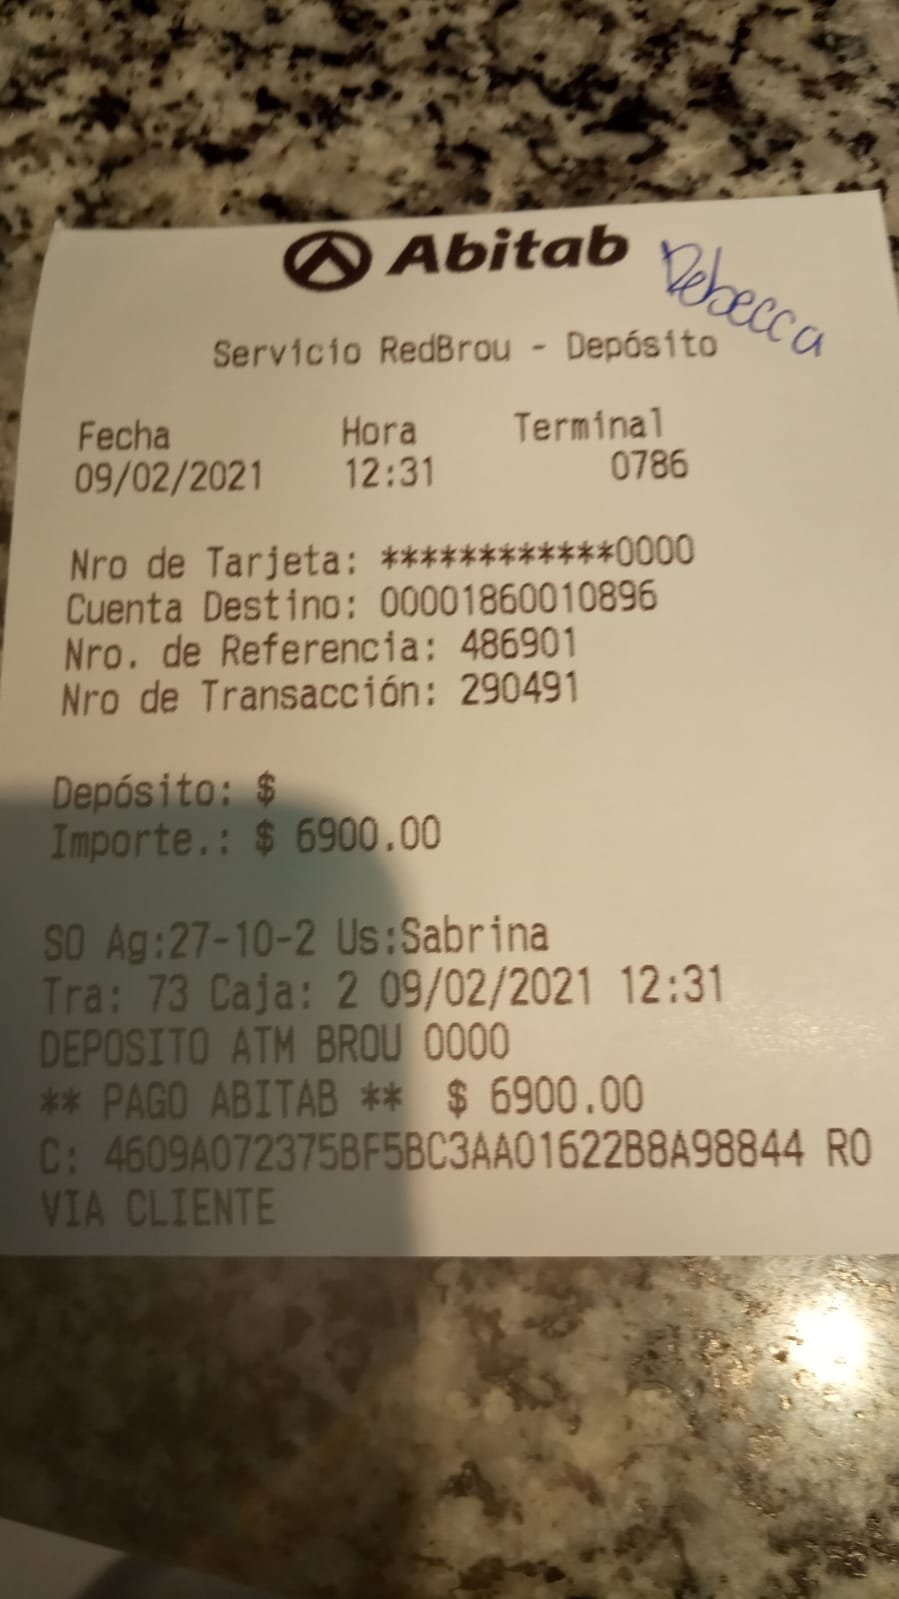 Abitab
Rebecca
Servicio RedBrou - Depósito
Fecha Hora Terminal
09/02/2021 12:31 0786
Nro de Tarjeta: ************0000
Cuenta Destino: 00001860010896
Nro. de Referencia: 486901
Nro de Transacción: 290491
Depósito: $
Importe.: $ 6900.00
SO Ag:27-10-2 Us:Sabrina
Tra: 73 Caja: 2 09/02/2021 12:31
DEPOSITO ATM BROU 0000
** PAGO ABITAB ** $ 6900.00
C: 4609A072375BF5BC3AA01622B8A98844 RO
VIA CLIENTE